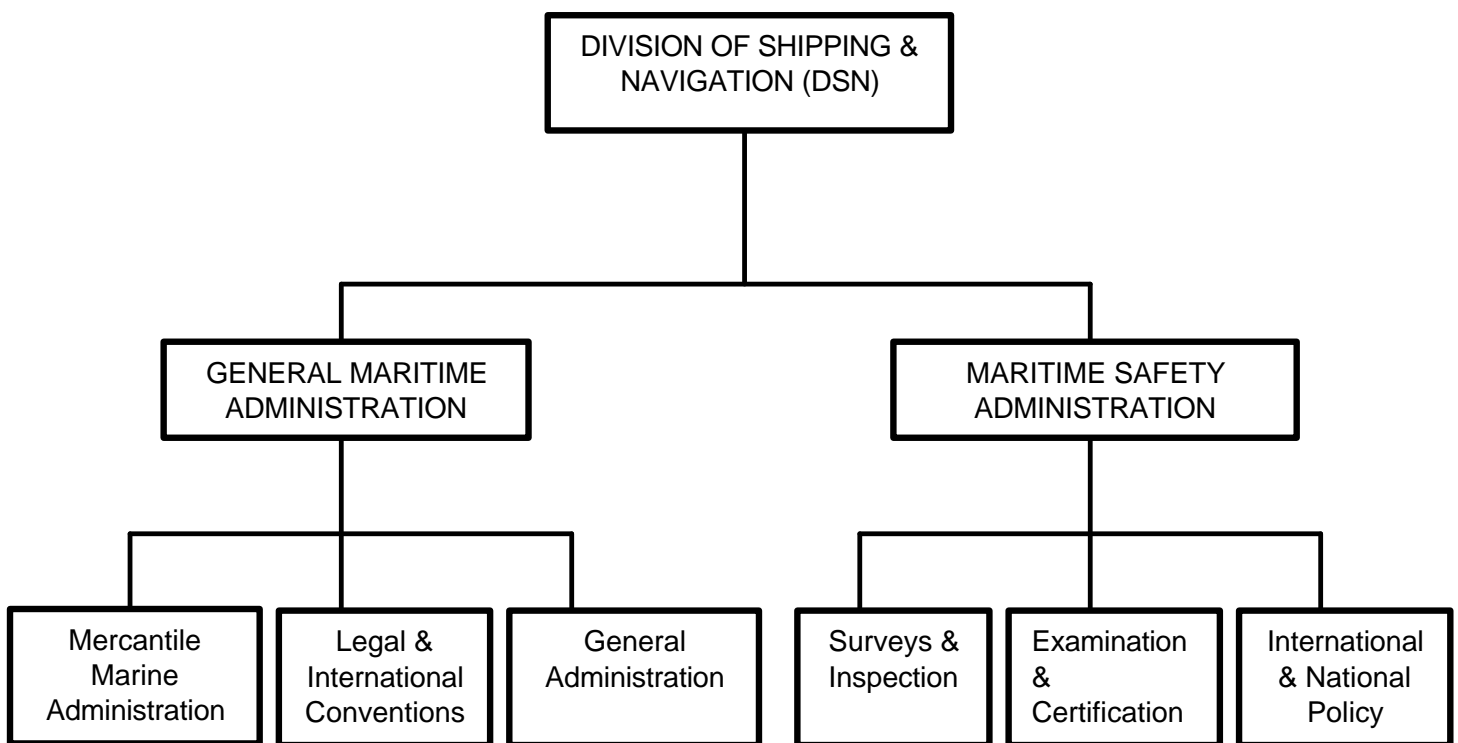 DIVISION OF SHIPPING &
NAVIGATION (DSN)
GENERAL MARITIME
ADMINISTRATION
MARITIME SAFETY
ADMINISTRATION
Mercantile
Marine
Administration
Legal &
International
Conventions
General
Administration
Surveys &
Inspection
Examination
&
Certification
International
& National
Policy